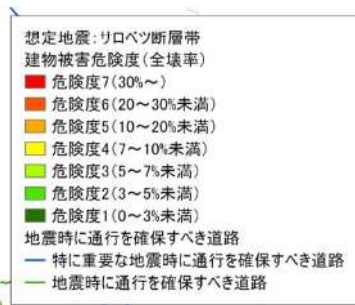 想定地震：サロベツ断層帯
建物被害危険度（全壊率）
危険度7（30%～）
危険度6（20～30%未満）
危険度5（10～20%未満）
危険度4（7～10%未満）
危険度3（5～7%未満）
危険度2（3～5%未満）
危険度1（0～3%未満）
地震時に通行を確保すべき道路
特に重要な地震時に通行を確保すべき道路
地震時に通行を確保すべき道路